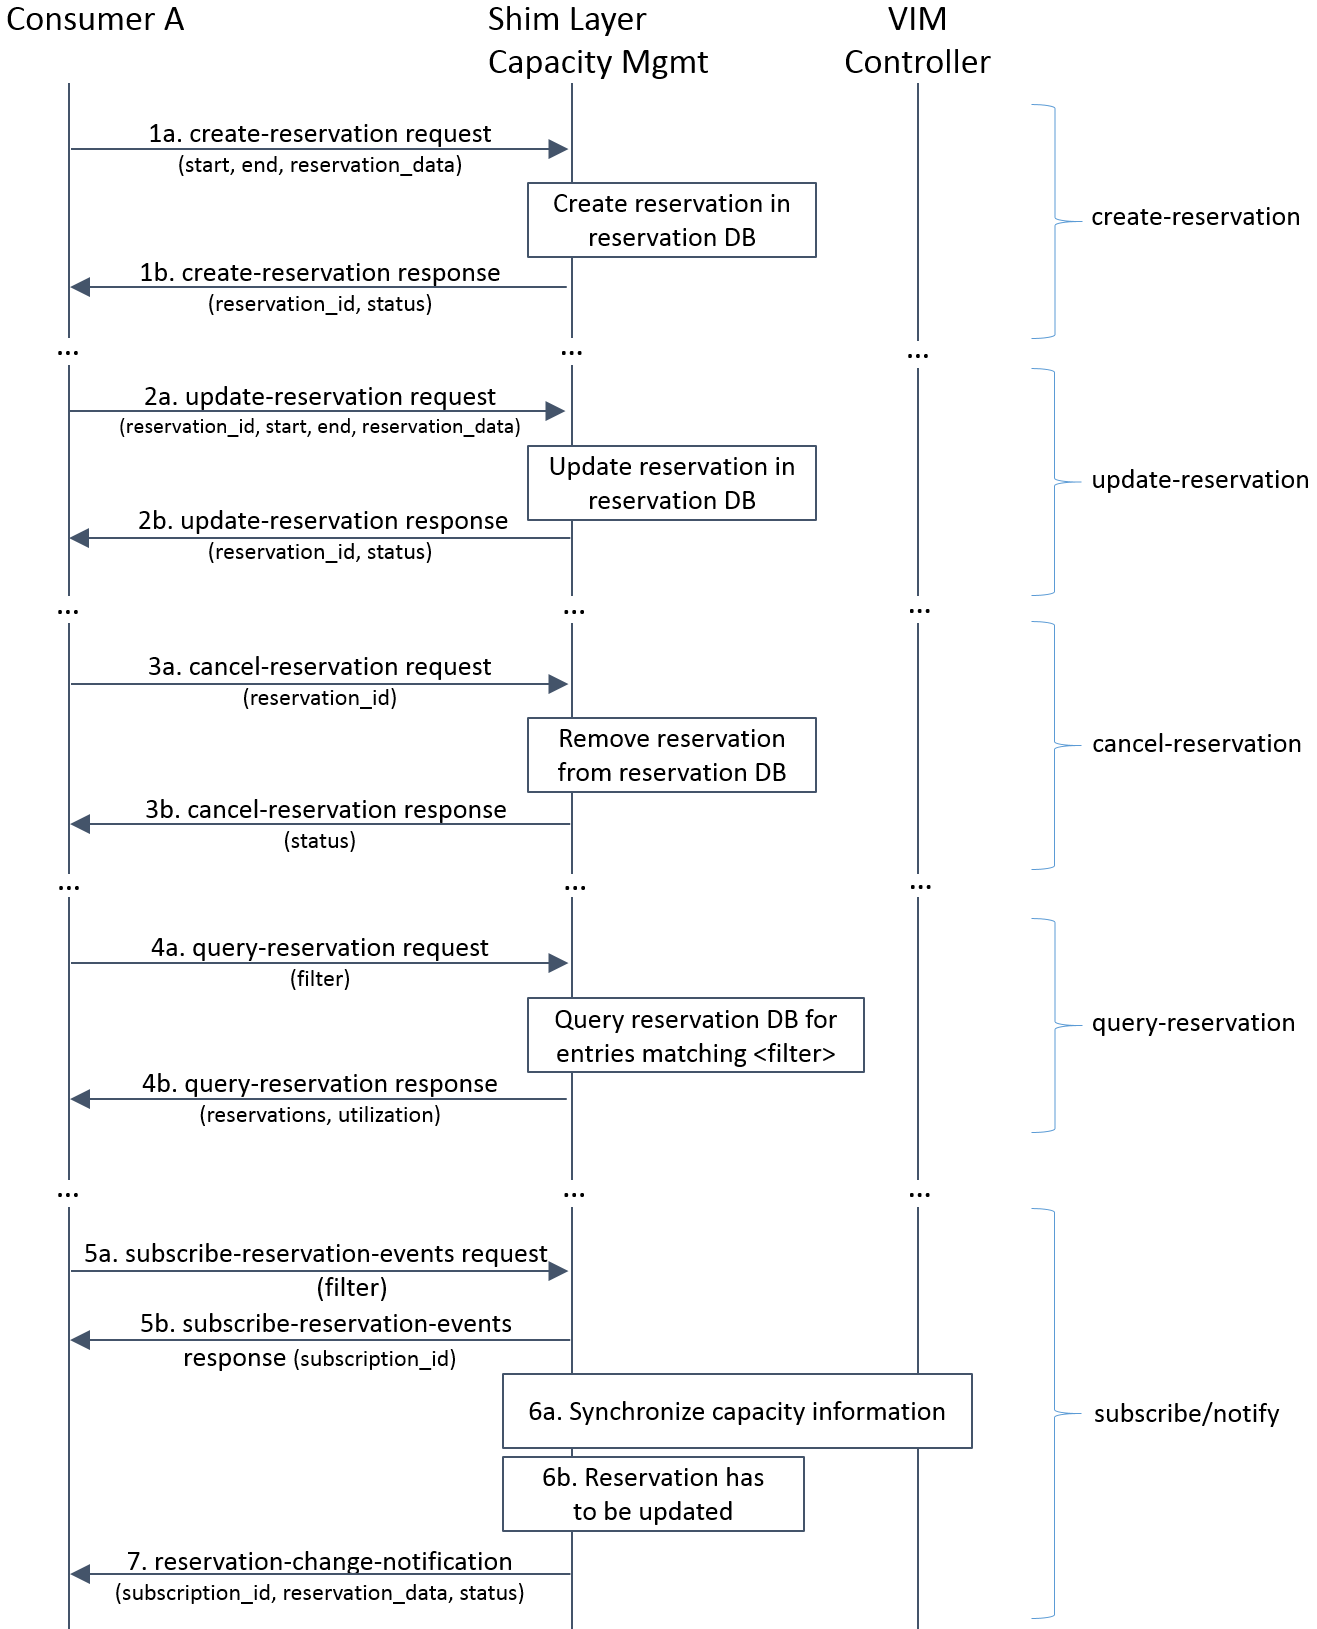 Consumer A
Shim Layer
Capacity Mgmt
VIM
Controller
1a. create-reservation request
(start, end, reservation_data)
Create reservation in
reservation DB
1b. create-reservation response
(reservation_id, status)
create-reservation
...
...
...
2a. update-reservation request
(reservation_id, start, end, reservation_data)
Update reservation in
reservation DB
2b. update-reservation response
(reservation_id, status)
update-reservation
...
...
...
3a. cancel-reservation request
(reservation_id)
Remove reservation
from reservation DB
3b. cancel-reservation response
(status)
cancel-reservation
...
...
...
4a. query-reservation request
(filter)
Query reservation DB for
entries matching <filter>
4b. query-reservation response
(reservations, utilization)
query-reservation
...
...
...
5a. subscribe-reservation-events request
(filter)
5b. subscribe-reservation-events
response (subscription_id)
6a. Synchronize capacity information
subscribe/notify
6b. Reservation has
to be updated
7. reservation-change-notification
(subscription_id, reservation_data, status)